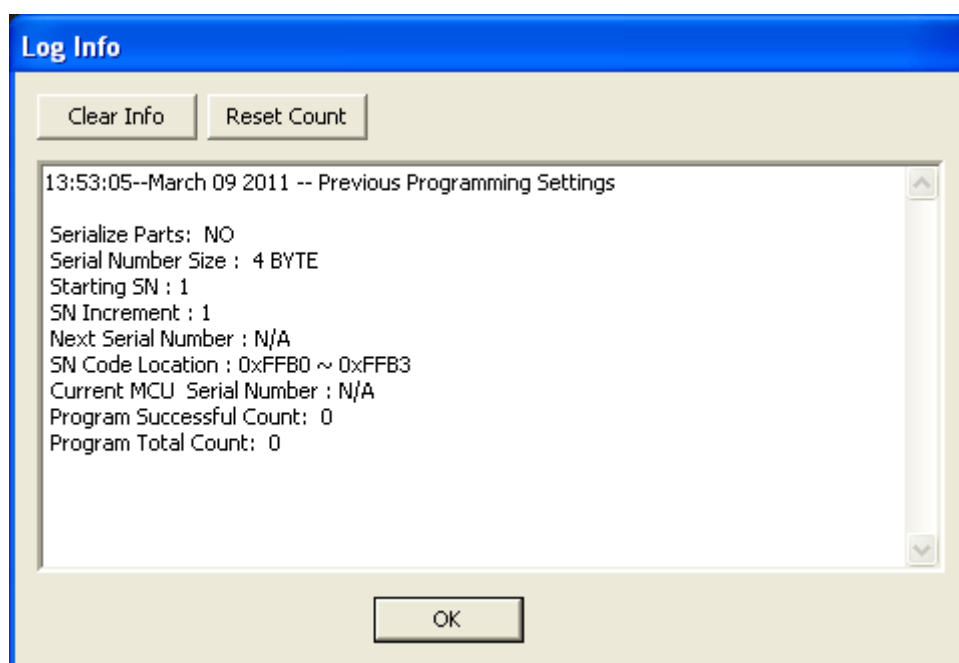 Log Info
Clear Info Reset Count
13:53:05--March 09 2011 -- Previous Programming Settings
Serialize Parts: NO
Serial Number Size : 4 BYTE
Starting SN : 1
SN Increment : 1
Next Serial Number : N/A
SN Code Location : 0xFFB0 ~ 0xFFB3
Current MCU Serial Number : N/A
Program Successful Count: 0
Program Total Count: 0
OK